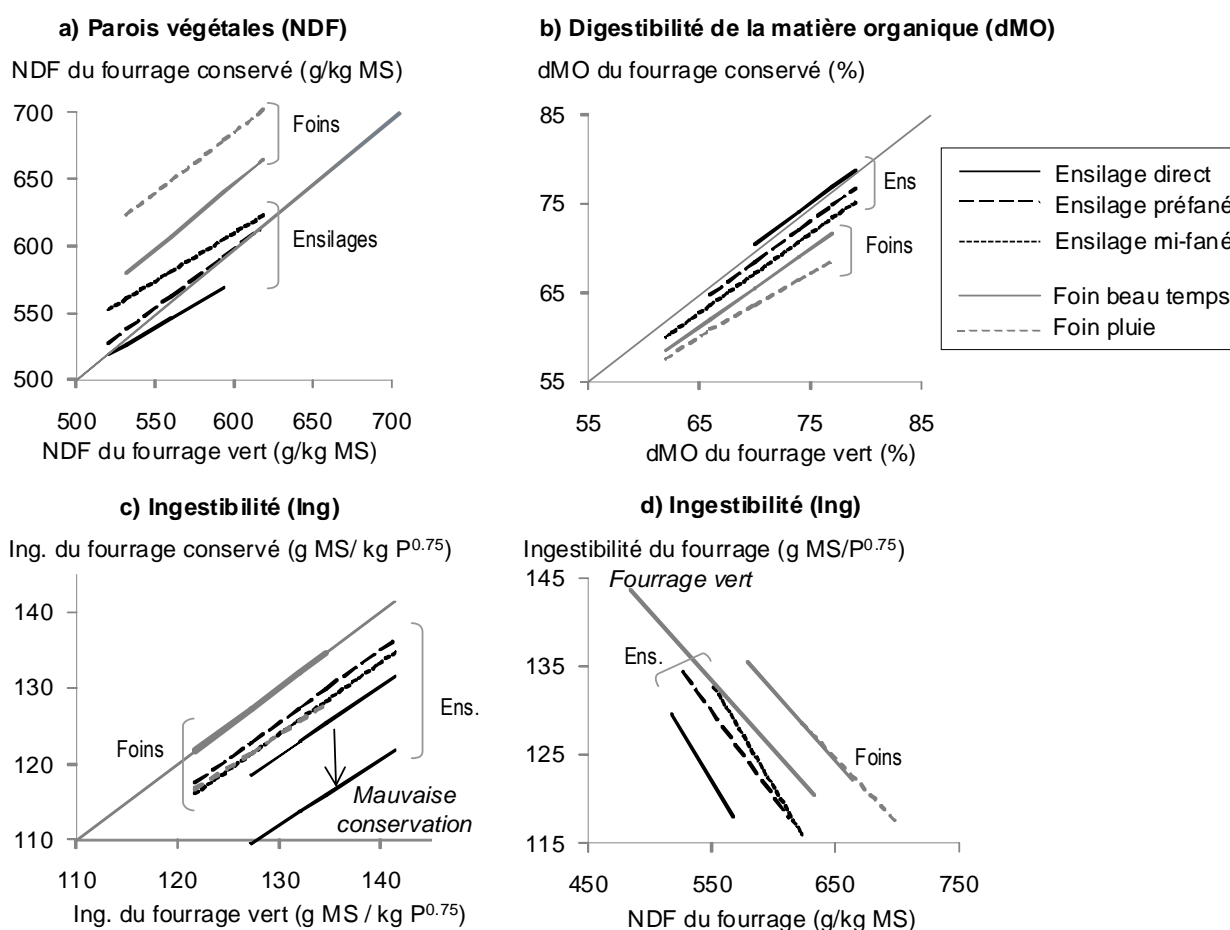 a) Parois végétales (NDF)
NDF du fourrage conservé (g/kg MS)
700
650
600
550
500
500 550 600 650 700
NDF du fourrage vert (g/kg MS)
Foins
Ensilages
b) Digestibilité de la matière organique (dMO)
dMO du fourrage conservé (%)
85
75
65
55
55 65 75 85
dMO du fourrage vert (%)
Ens
Foins
Ensilage direct
Ensilage préfané
Ensilage mi-fané
Foin beau temps
Foin pluie
c) Ingestibilité (Ing)
Ing. du fourrage conservé (g MS/ kg P0.75)
140
130
120
110
110 120 130 140
Ing. du fourrage vert (g MS / kg P0.75)
Foins
Ens.
Mauvaise
conservation
d) Ingestibilité (Ing)
Ingestibilité du fourrage (g MS/P0.75)
145
135
125
115
450 550 650 750
NDF du fourrage (g/kg MS)
Fourrage vert
Ens.
Foins